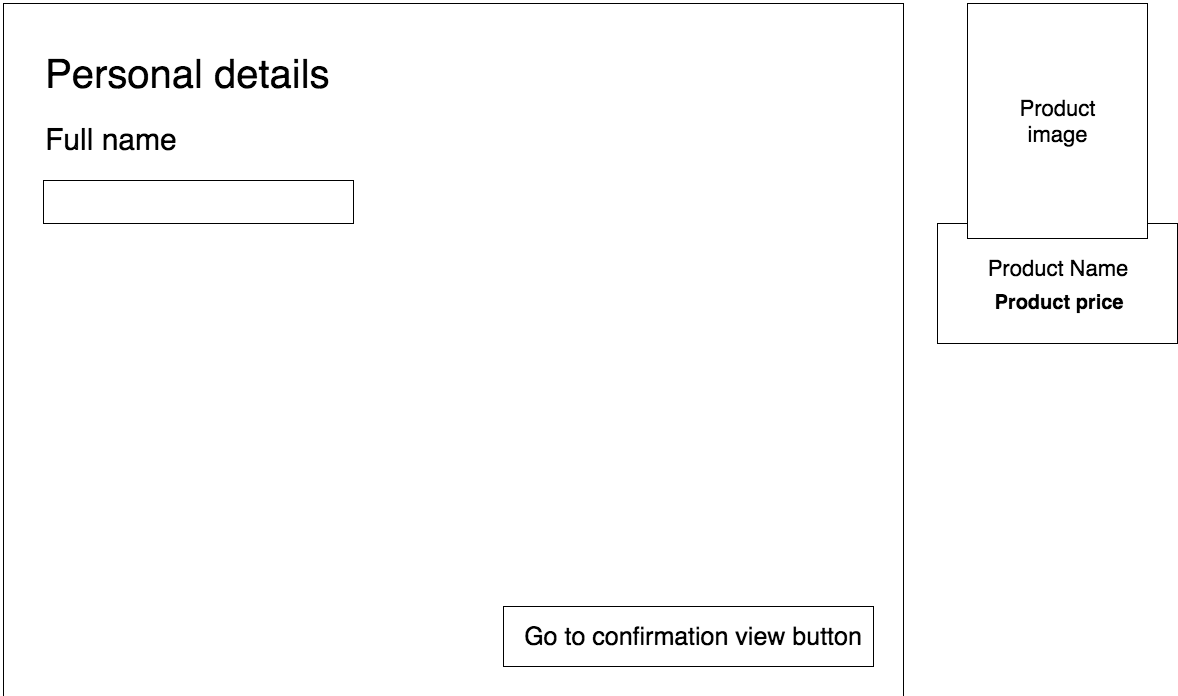 Personal details
Full name
Go to confirmation view button
Product
image
Product Name
Product price